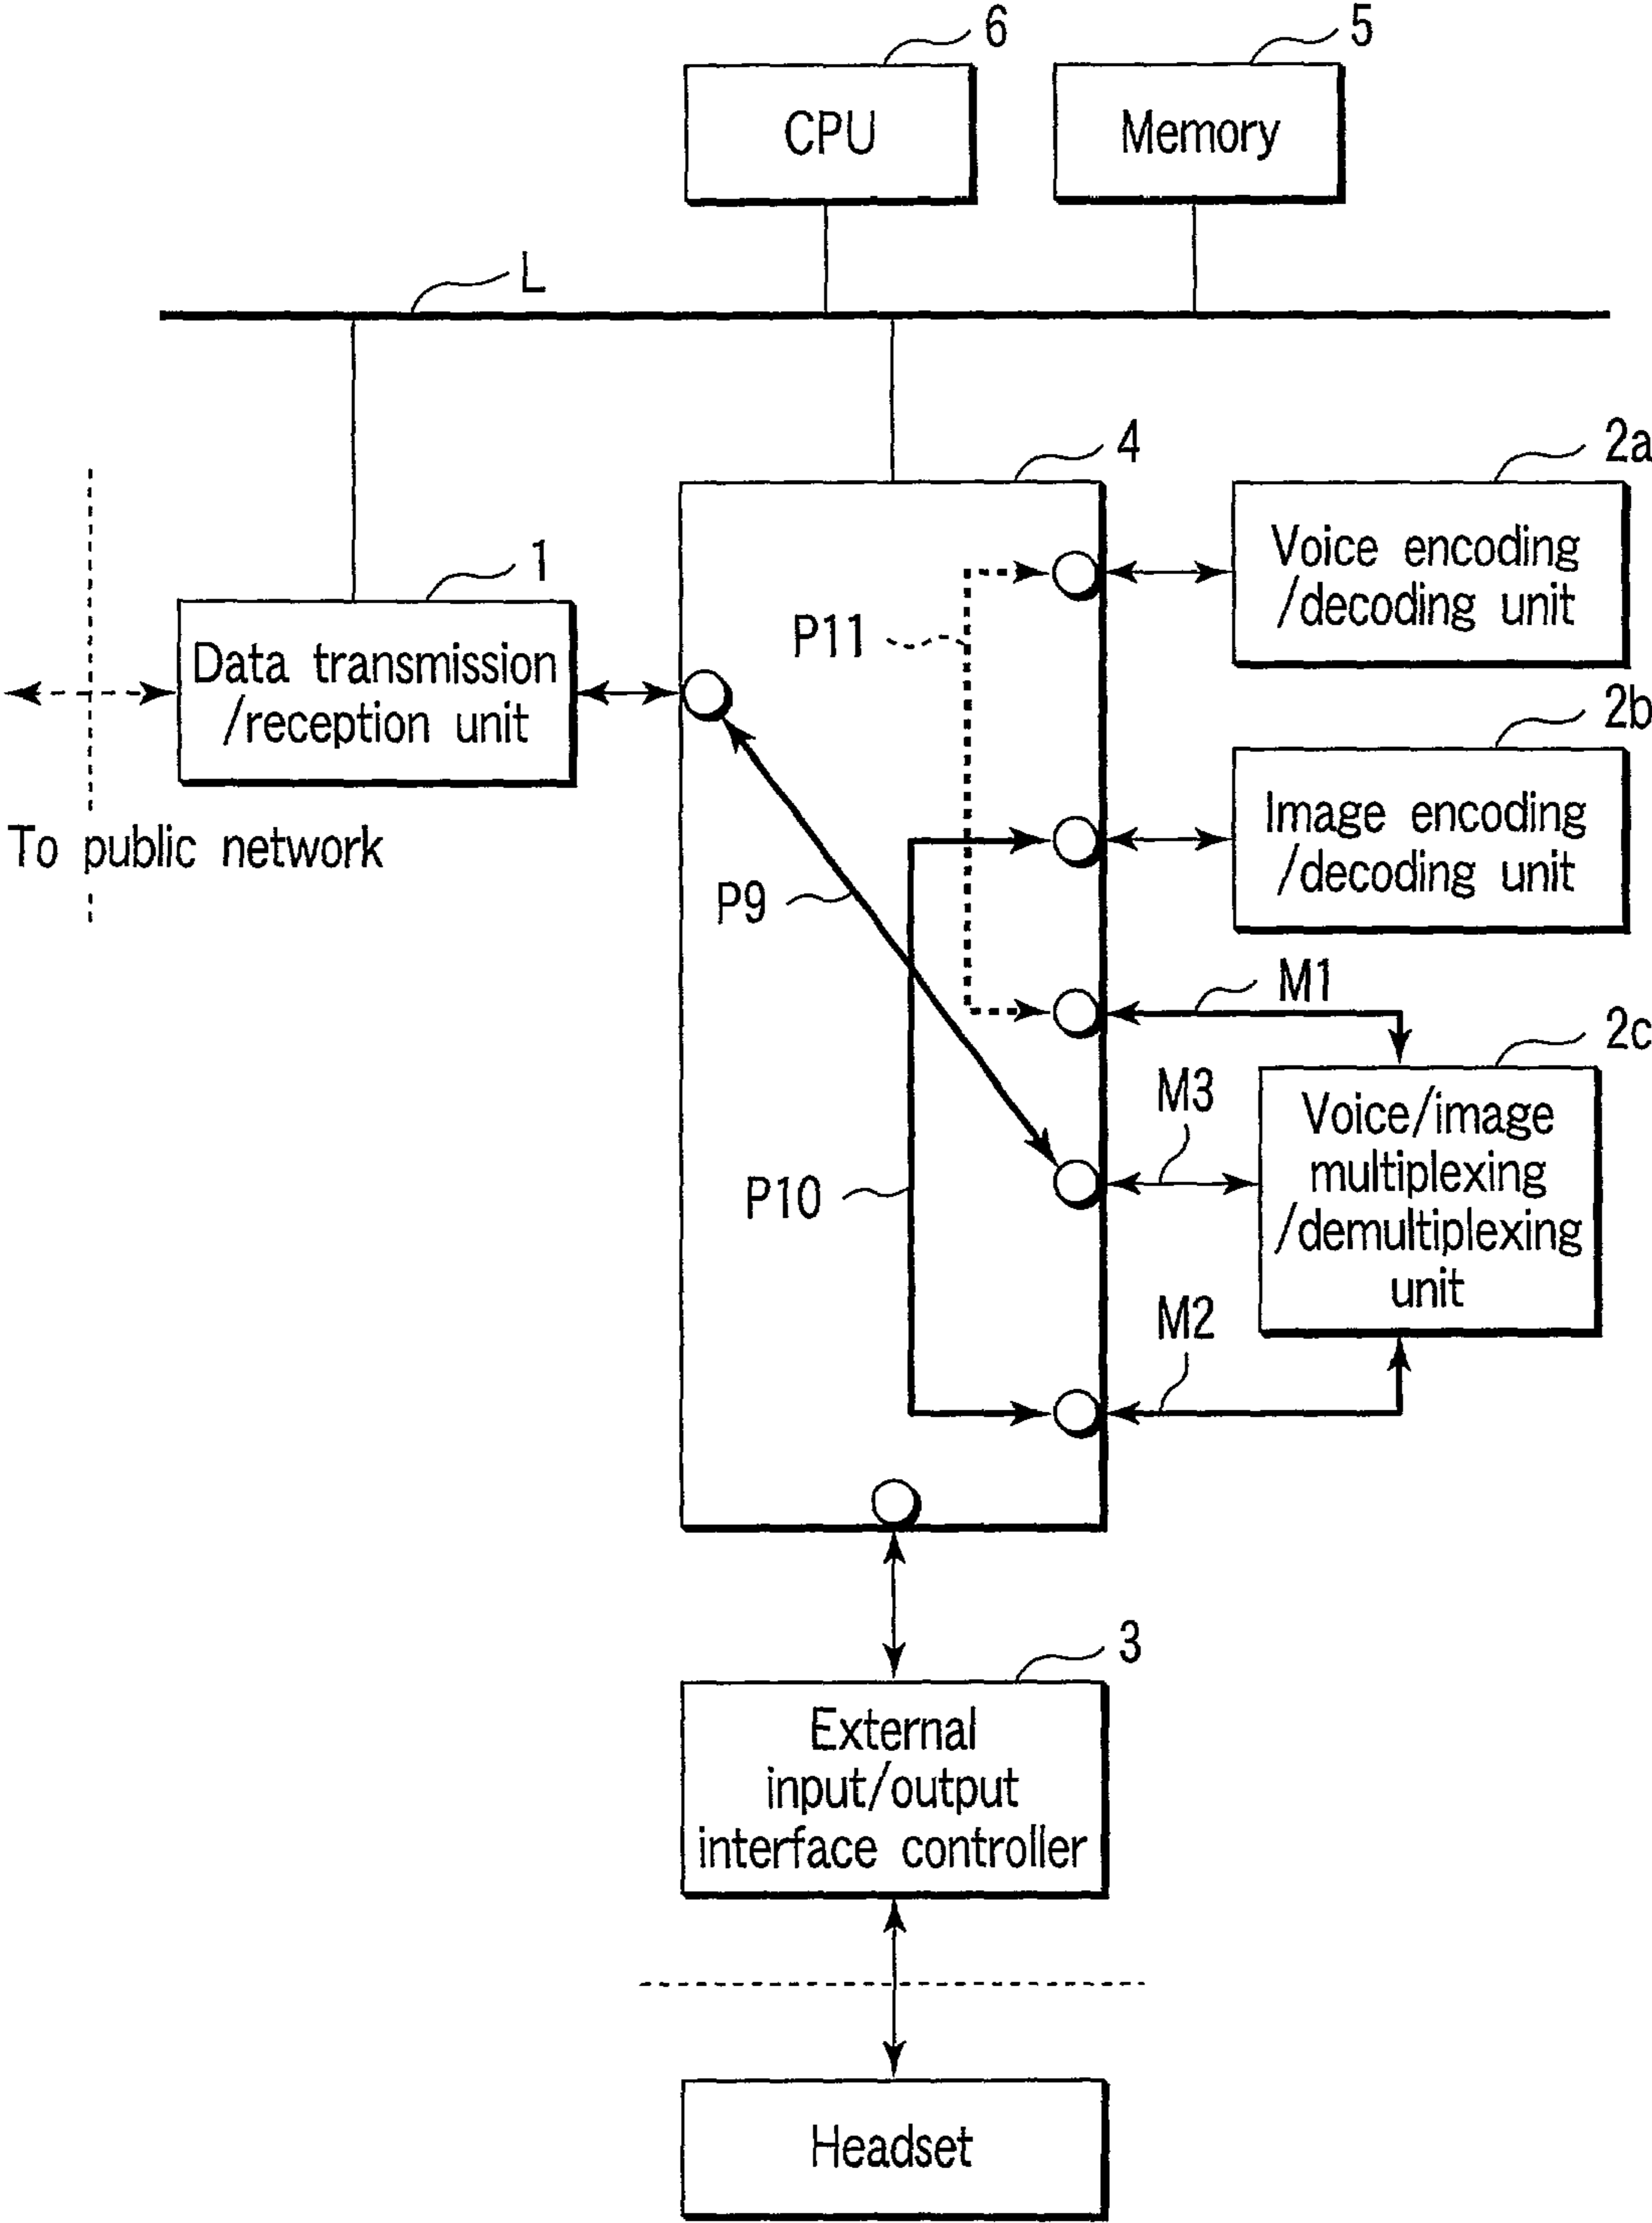 6
5
CPU
Memory
L
4
2a
Voice encoding
/decoding unit
1
P11
Data transmission
/reception unit
2b
Image encoding
/decoding unit
To public network
P9
M1
2c
M3
Voice/image
multiplexing
/demultiplexing
unit
P10
M2
3
External
input/output
interface controller
Headset